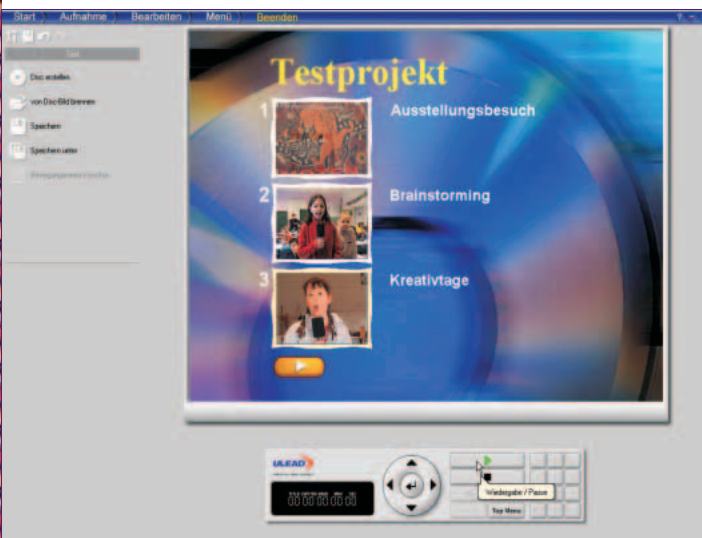 Start Aufnahme Bearbeiten Menü Beenden
Disc erstellen
von Disc-Bild brennen
Speichern
Speichern unter
Testprojekt
1 Ausstellungsbesuch
2 Brainstorming
3 Kreativtage
ULEAD
Wiedergabe / Pause
Top Menu